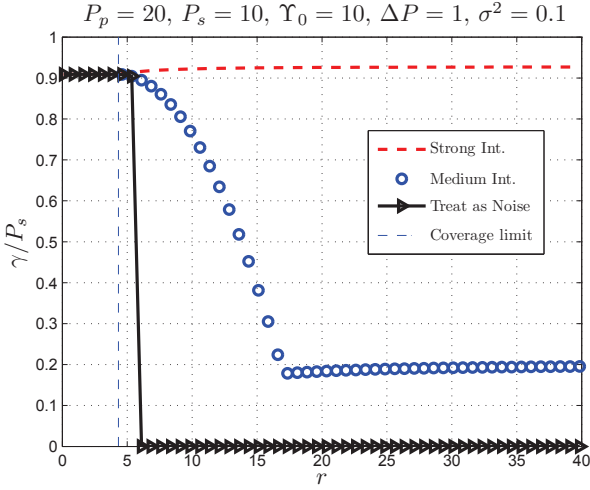 P_p = 20, P_s = 10, ϒ_0 = 10, ΔP = 1, σ^2 = 0.1
γ/P_s
1
0.9
0.8
0.7
0.6
0.5
0.4
0.3
0.2
0.1
0
Strong Int.
Medium Int.
Treat as Noise
Coverage limit
0 5 10 15 20 25 30 35 40
r